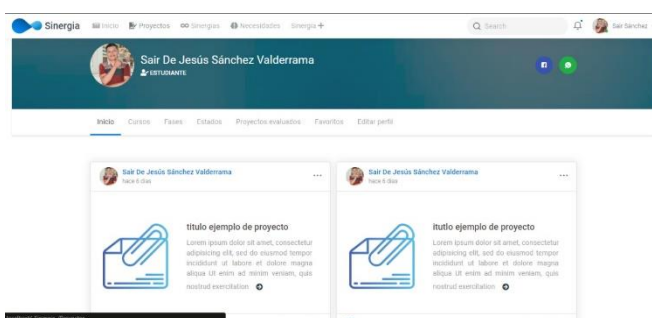 Sinergia Inicio Proyectos Sinergias Necesidades Sinergia + Search Sair Sánchez
Sair De Jesús Sánchez Valderrama
ESTUDIANTE
Inicio Cursos Fases Estados Proyectos evaluados Favoritos Editar perfil
Sair De Jesús Sánchez Valderrama
hace 6 días
título ejemplo de proyecto
Lorem ipsum dolor sit amet, consectetur
adipisicing elit, sed do eiusmod tempor
incididunt ut labore et dolore magna
aliqua Ut enim ad minim veniam, quis
nostrud exercitation
Sair De Jesús Sánchez Valderrama
hace 6 días
itutlo ejemplo de proyecto
Lorem ipsum dolor sit amet, consectetur
adipisicing elit, sed do eiusmod tempor
incididunt ut labore et dolore magna
aliqua Ut enim ad minim veniam, quis
nostrud exercitation